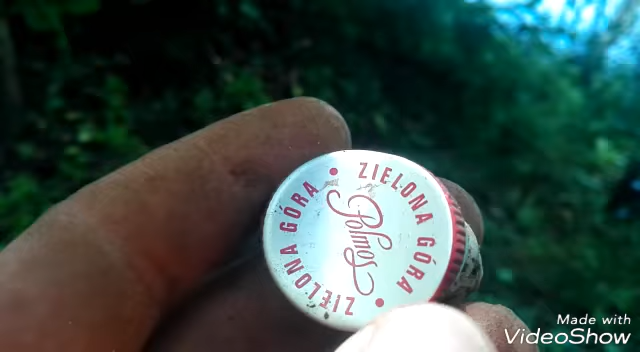 ZIELONA GÓRA • ZIELONA GÓRA •
Polmos
Made with
VideoShow